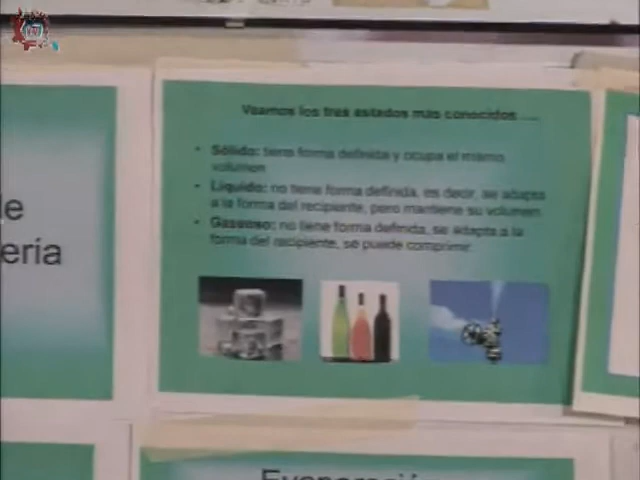 Veamos los tres estados más conocidos ....
• Sólido: tiene forma definida y ocupa el mismo
volumen
• Líquido: no tiene forma definida, es decir, se adapta
a la forma del recipiente, pero mantiene su volumen.
• Gaseoso: no tiene forma definida, se adapta a la
forma del recipiente, se puede comprimir.
eria
Evaporación